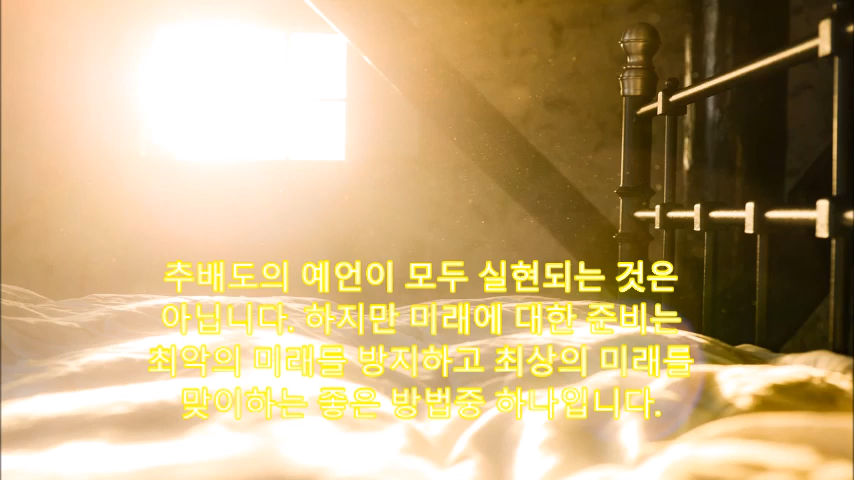 추배도의 예언이 모두 실현되는 것은
아닙니다. 하지만 미래에 대한 준비는
최악의 미래를 방지하고 최상의 미래를
맞이하는 좋은 방법중 하나입니다.